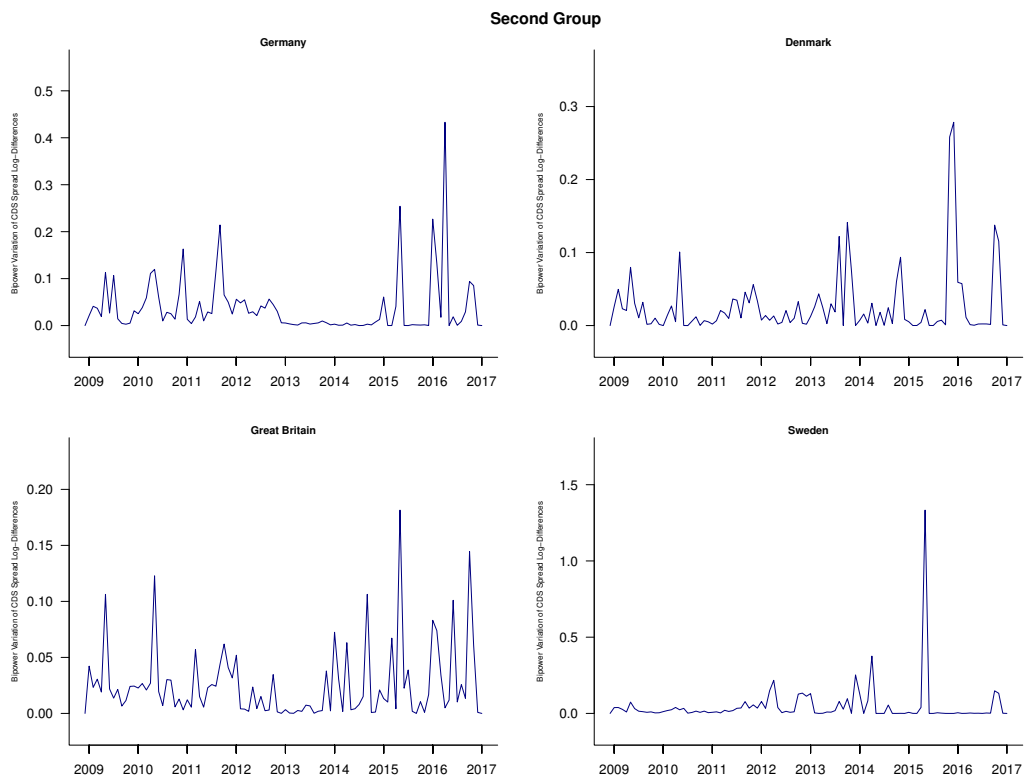 Second Group
Germany
Bipower Variation of CDS Spread Log−Differences
0.5
0.4
0.3
0.2
0.1
0.0
2009 2010 2011 2012 2013 2014 2015 2016 2017
Denmark
Bipower Variation of CDS Spread Log−Differences
0.3
0.2
0.1
0.0
2009 2010 2011 2012 2013 2014 2015 2016 2017
Great Britain
Bipower Variation of CDS Spread Log−Differences
0.20
0.15
0.10
0.05
0.00
2009 2010 2011 2012 2013 2014 2015 2016 2017
Sweden
Bipower Variation of CDS Spread Log−Differences
1.5
1.0
0.5
0.0
2009 2010 2011 2012 2013 2014 2015 2016 2017